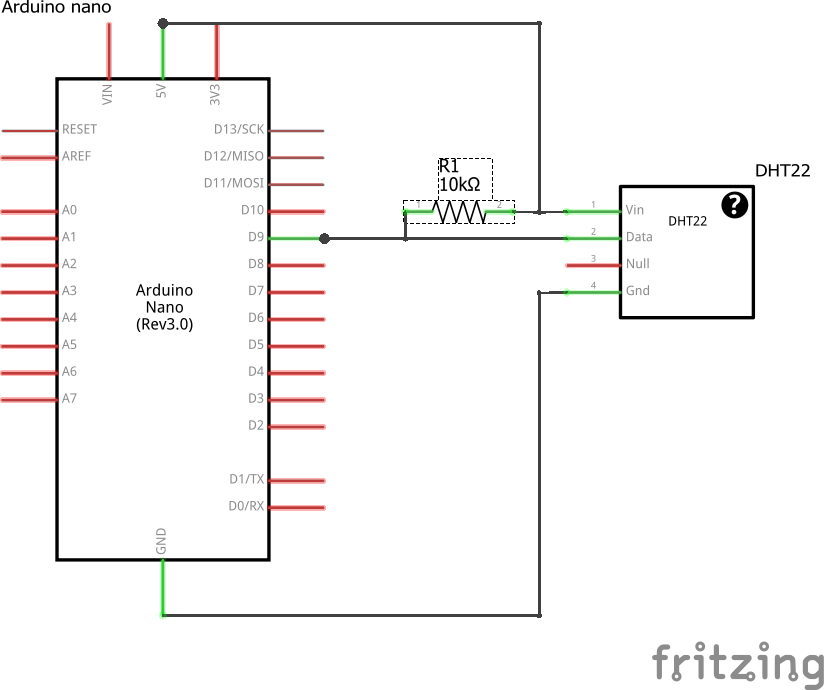 Arduino nano
VIN
5V
3V3
RESET
AREF
A0
A1
A2
A3
A4
A5
A6
A7
D13/SCK
D12/MISO
D11/MOSI
D10
D9
D8
D7
D6
D5
D4
D3
D2
D1/TX
D0/RX
GND
Arduino
Nano
(Rev3.0)
R1
10kΩ
1
2
DHT22
DHT22
?
1
Vin
2
Data
3
Null
4
Gnd
fritzing